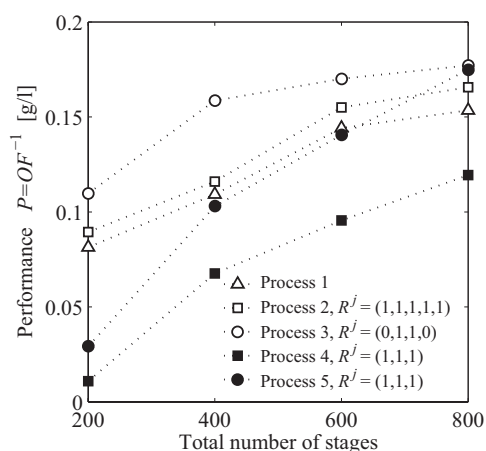 0.2
0.15
0.1
0.05
0
Performance P=OF⁻¹ [g/l]
Process 1
Process 2, Rʲ = (1,1,1,1,1)
Process 3, Rʲ = (0,1,1,0)
Process 4, Rʲ = (1,1,1)
Process 5, Rʲ = (1,1,1)
200 400 600 800
Total number of stages